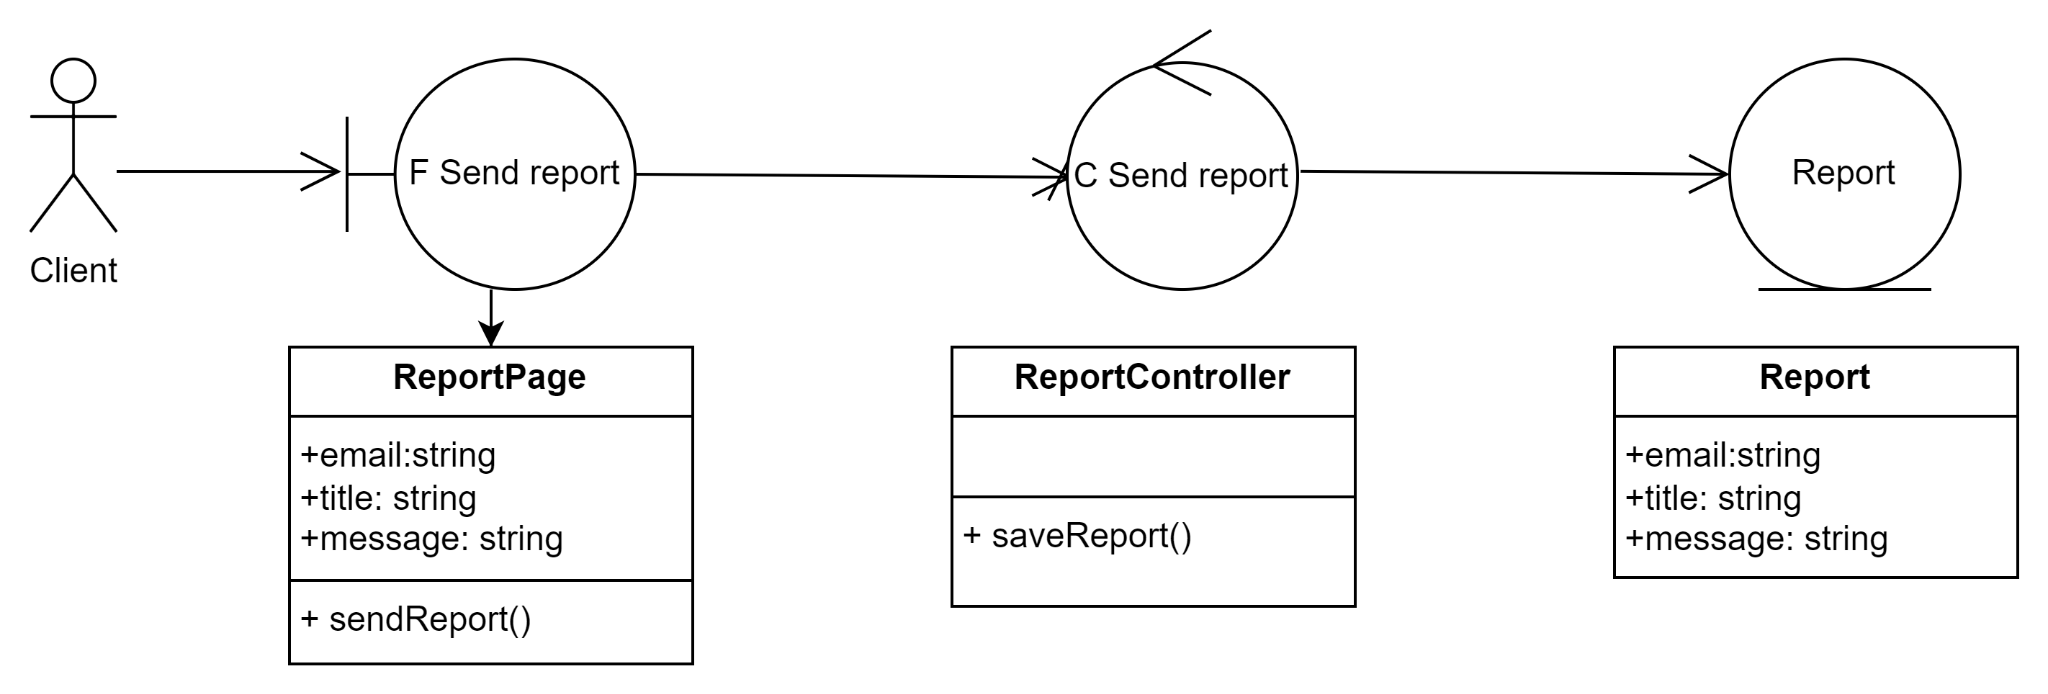 Client
F Send report
C Send report
Report
ReportPage
+email:string
+title: string
+message: string
+ sendReport()
ReportController
+ saveReport()
Report
+email:string
+title: string
+message: string